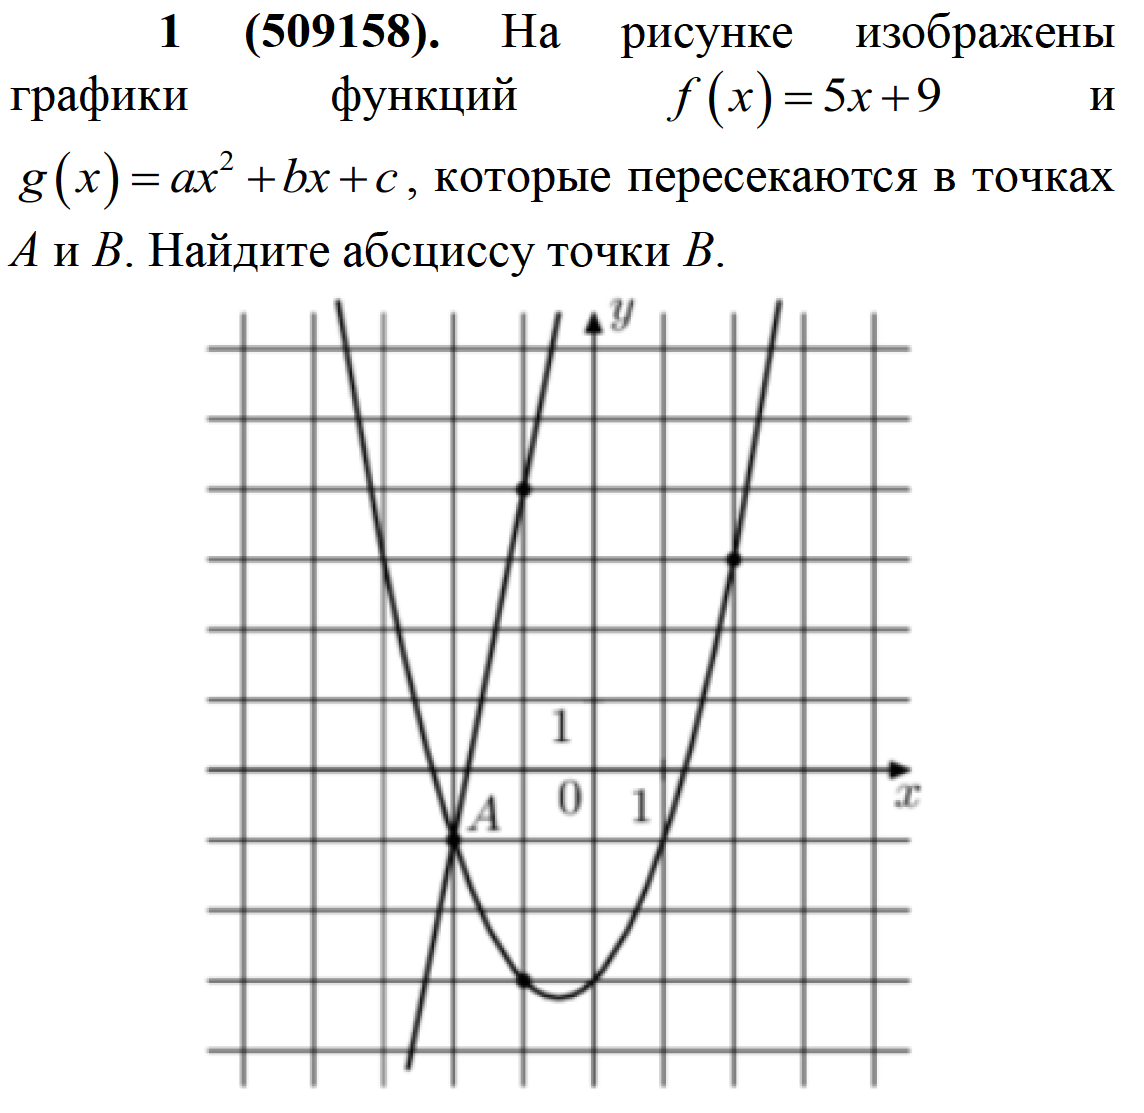 1 (509158). На рисунке изображены
графики функций f(x)=5x+9 и
g(x)=ax²+bx+c, которые пересекаются в точках
A и B. Найдите абсциссу точки B.
y
1
A 0 1 x